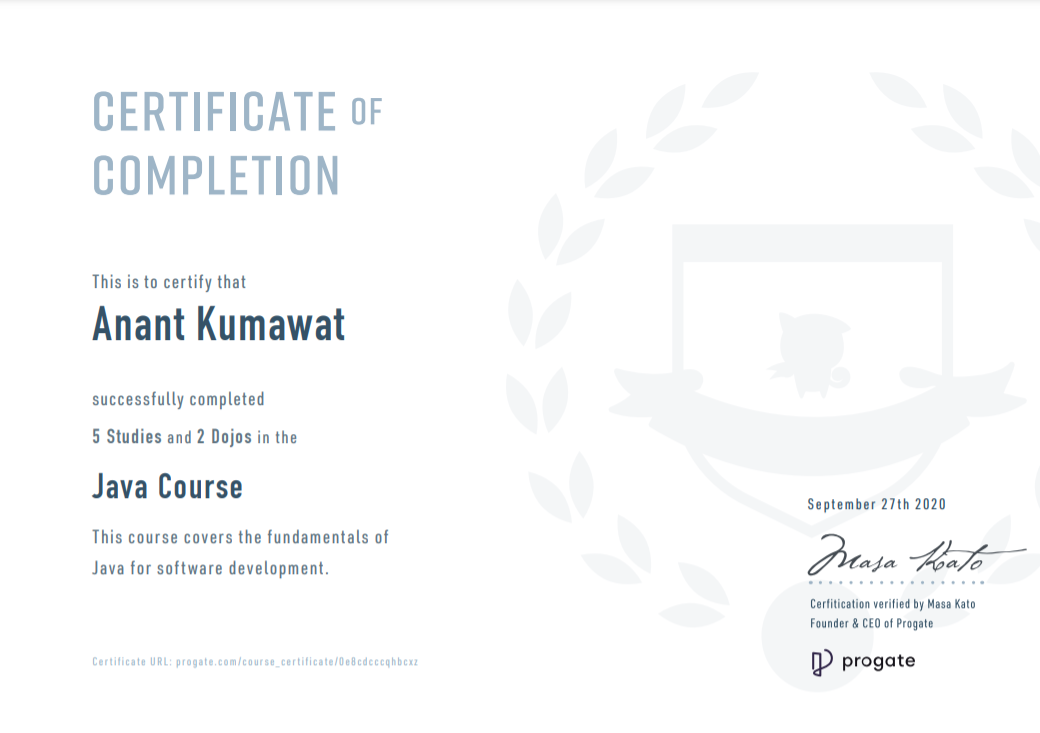 CERTIFICATE OF
COMPLETION
This is to certify that
Anant Kumawat
successfully completed
5 Studies and 2 Dojos in the
Java Course
This course covers the fundamentals of
Java for software development.
Certificate URL: progate.com/course_certificate/0e8cdcccqhbcxz
September 27th 2020
Masa Kato
Cerfitication verified by Masa Kato
Founder & CEO of Progate
progate